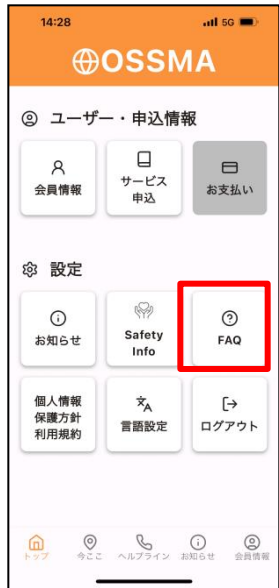 14:28
5G
OSSMA
ユーザー・申込情報
会員情報
サービス
申込
お支払い
設定
お知らせ
Safety
Info
FAQ
個人情報
保護方針
利用規約
言語設定
ログアウト
トップ
今ここ
ヘルプライン
お知らせ
会員情報